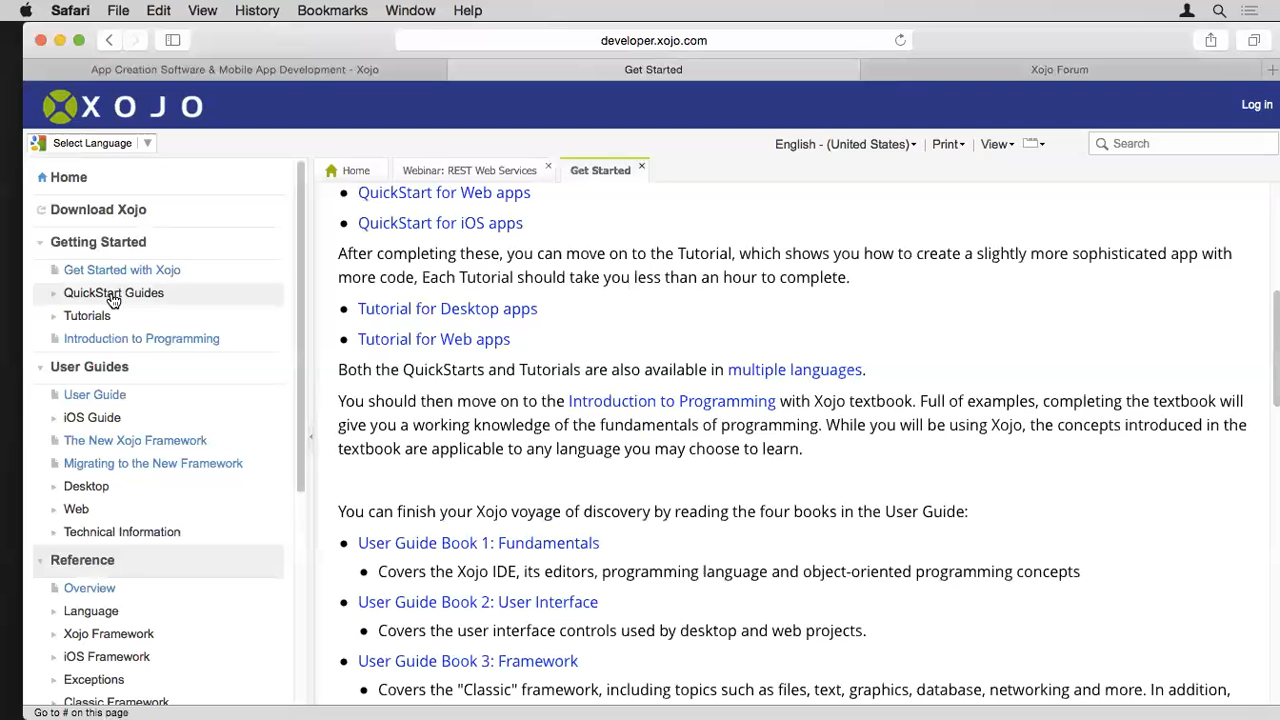 Safari File Edit View History Bookmarks Window Help
developer.xojo.com
App Creation Software & Mobile App Development - Xojo
Get Started
Xojo Forum
XOJO
Log in
Select Language
English - (United States)
Print
View
Search
Home
Download Xojo
Getting Started
Get Started with Xojo
QuickStart Guides
Tutorials
Introduction to Programming
User Guides
User Guide
iOS Guide
The New Xojo Framework
Migrating to the New Framework
Desktop
Web
Technical Information
Reference
Overview
Language
Xojo Framework
iOS Framework
Exceptions
Classic Framework
Home
Webinar: REST Web Services
Get Started
QuickStart for Web apps
QuickStart for iOS apps
After completing these, you can move on to the Tutorial, which shows you how to create a slightly more sophisticated app with
more code, Each Tutorial should take you less than an hour to complete.
Tutorial for Desktop apps
Tutorial for Web apps
Both the QuickStarts and Tutorials are also available in multiple languages.
You should then move on to the Introduction to Programming with Xojo textbook. Full of examples, completing the textbook will
give you a working knowledge of the fundamentals of programming. While you will be using Xojo, the concepts introduced in the
textbook are applicable to any language you may choose to learn.
You can finish your Xojo voyage of discovery by reading the four books in the User Guide:
User Guide Book 1: Fundamentals
Covers the Xojo IDE, its editors, programming language and object-oriented programming concepts
User Guide Book 2: User Interface
Covers the user interface controls used by desktop and web projects.
User Guide Book 3: Framework
Covers the "Classic" framework, including topics such as files, text, graphics, database, networking and more. In addition,
Go to # on this page